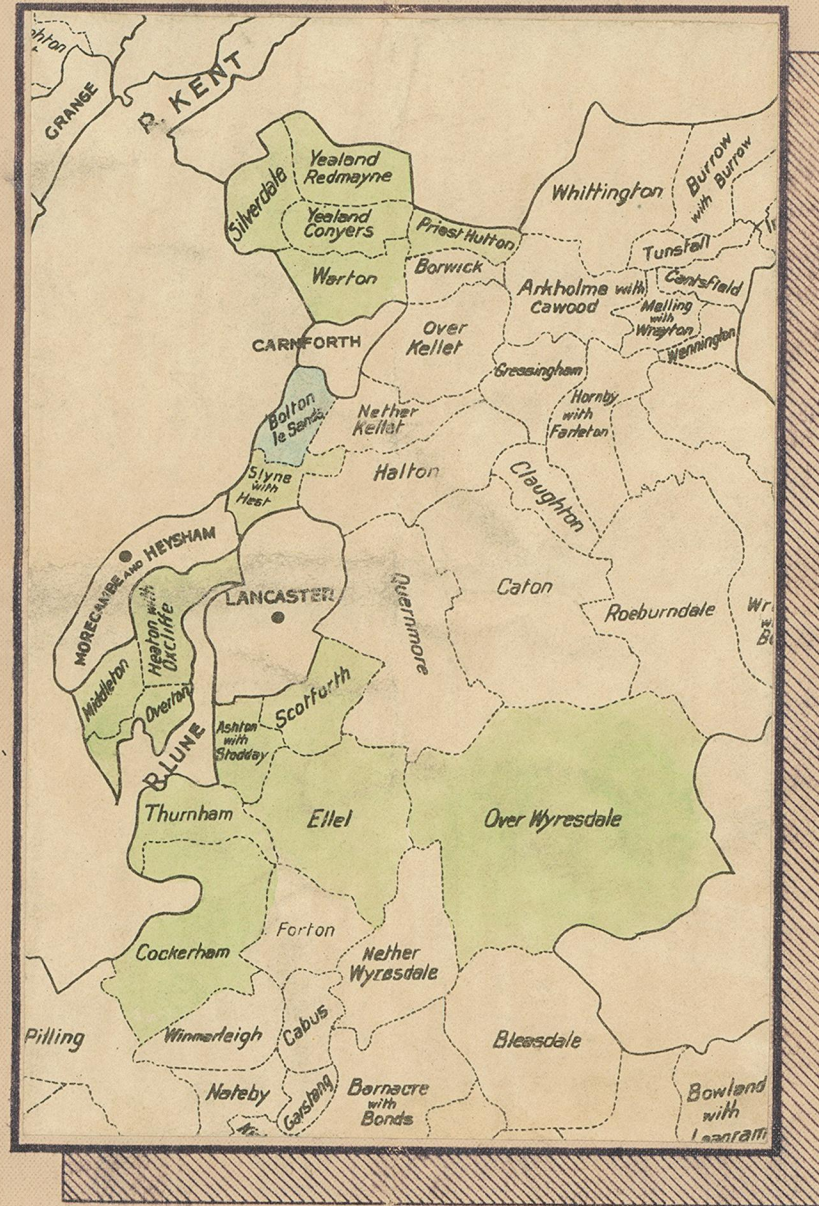 GRANGE
R. KENT
Silverdale
Yealand
Redmayne
Yealand
Conyers
Priest Hutton
Whittington
Burrow
with Burrow
Tunstall
Warton
Borwick
Arkholme with
Cawood
Cantsfield
Melling
with
Wrayton
Wennington
CARNFORTH
Over
Kellet
Gressingham
Bolton
le Sands
Nether
Kellet
Hornby
with
Farleton
Slyne
with
Hest
Halton
Claughton
MORECAMBE AND HEYSHAM
Heaton with
Oxcliffe
LANCASTER
Quernmore
Caton
Roeburndale
Middleton
Overton
R. LUNE
Ashton
with
Stodday
Scotforth
Thurnham
Ellel
Over Wyresdale
Cockerham
Forton
Nether
Wyresdale
Pilling
Winmarleigh
Cabus
Bleasdale
Nateby
Garstang
Barnacre
with
Bonds
Bowland
with